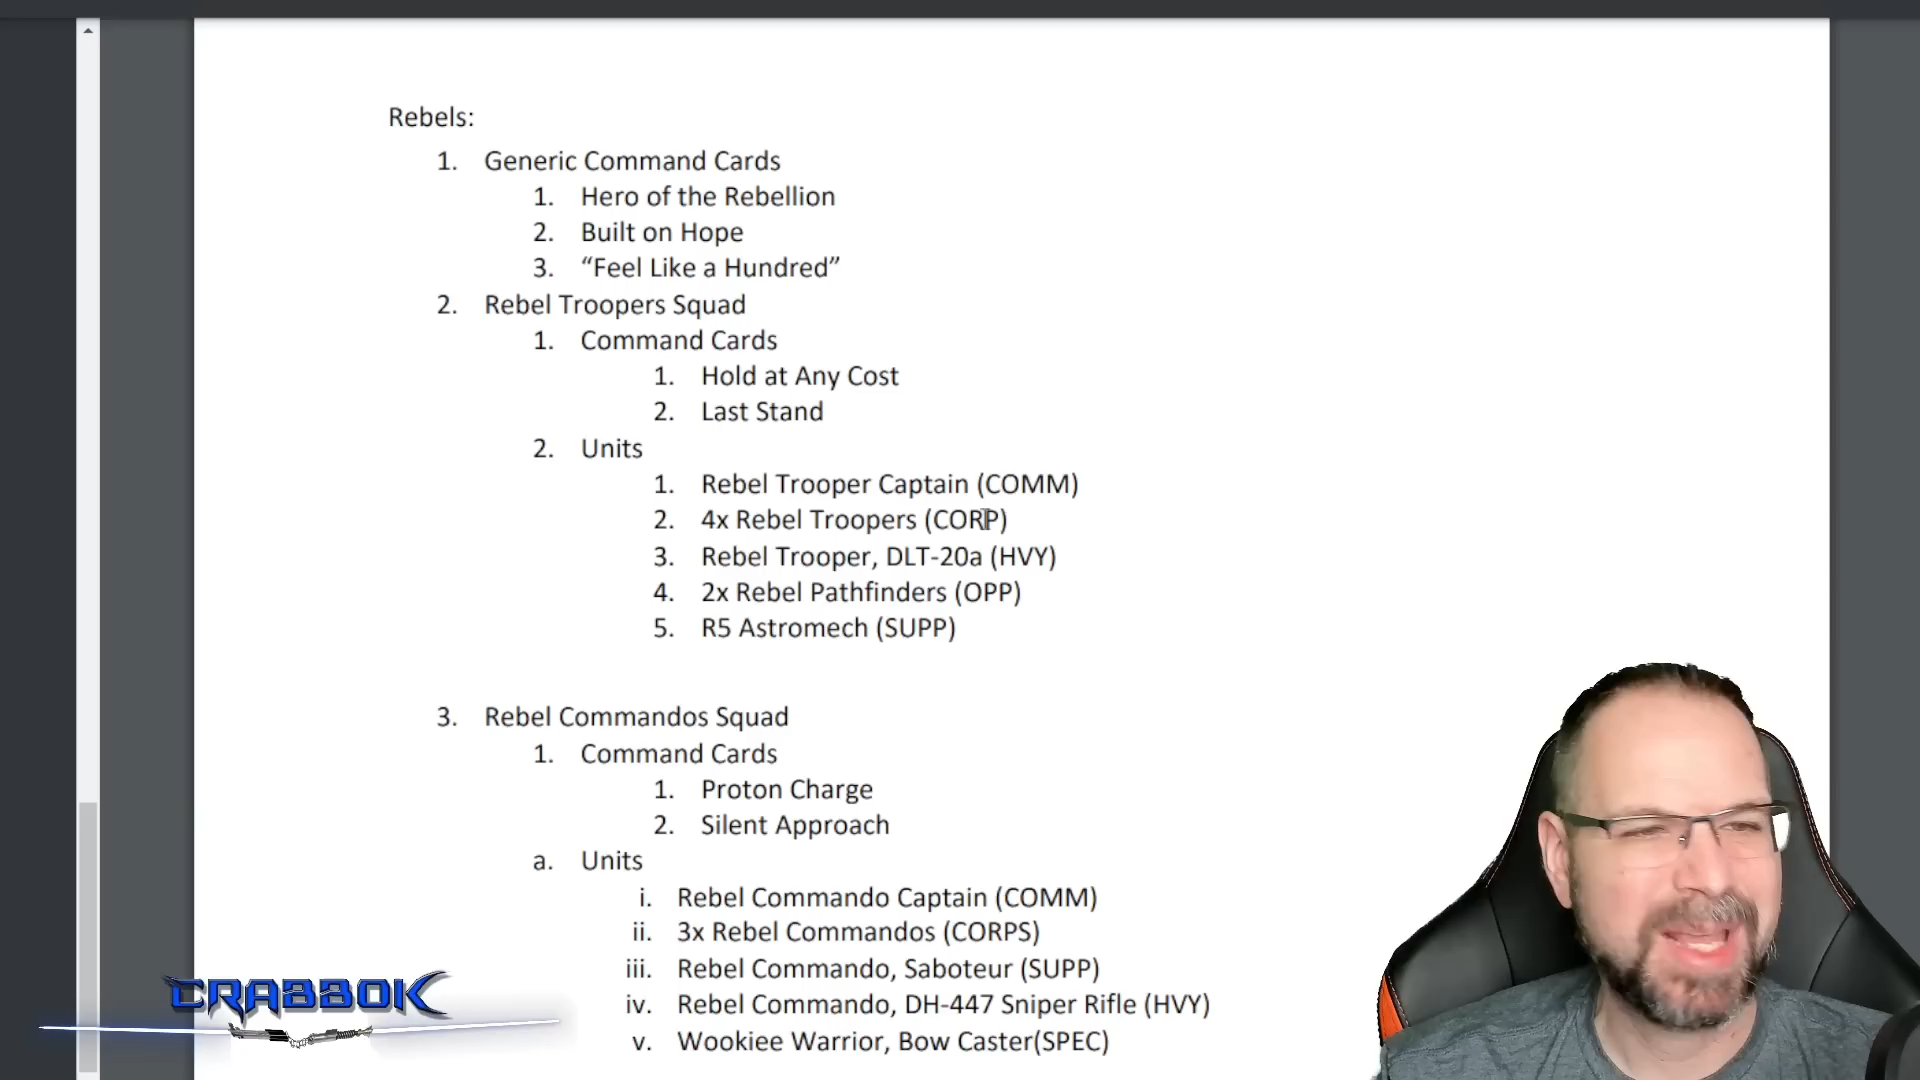 Rebels:
1. Generic Command Cards
1. Hero of the Rebellion
2. Built on Hope
3. “Feel Like a Hundred”
2. Rebel Troopers Squad
1. Command Cards
1. Hold at Any Cost
2. Last Stand
2. Units
1. Rebel Trooper Captain (COMM)
2. 4x Rebel Troopers (CORP)
3. Rebel Trooper, DLT-20a (HVY)
4. 2x Rebel Pathfinders (OPP)
5. R5 Astromech (SUPP)
3. Rebel Commandos Squad
1. Command Cards
1. Proton Charge
2. Silent Approach
a. Units
i. Rebel Commando Captain (COMM)
ii. 3x Rebel Commandos (CORPS)
iii. Rebel Commando, Saboteur (SUPP)
iv. Rebel Commando, DH-447 Sniper Rifle (HVY)
v. Wookiee Warrior, Bow Caster(SPEC)
CRABBOK